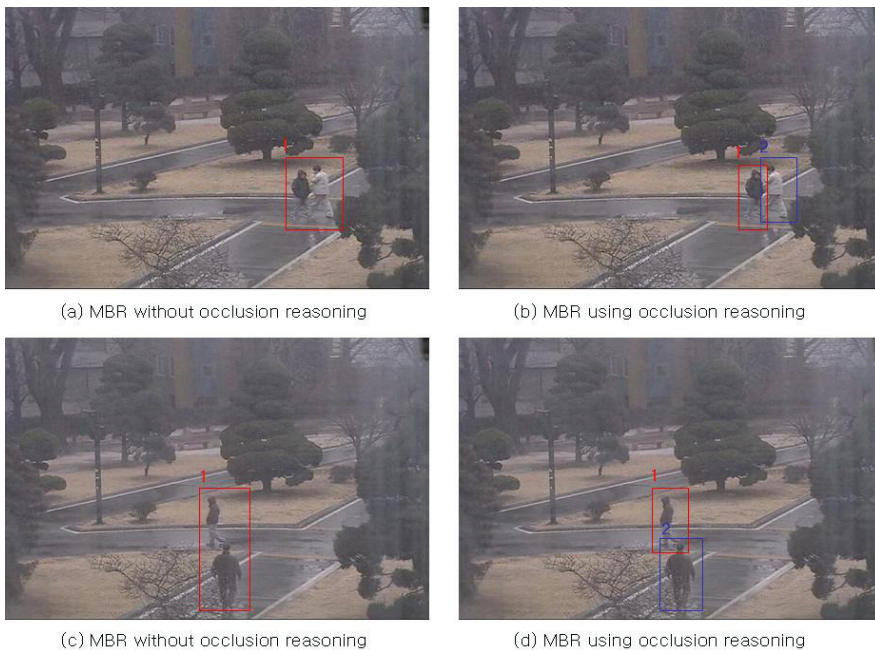 1
1 2
(a) MBR without occlusion reasoning
(b) MBR using occlusion reasoning
1
1
2
(c) MBR without occlusion reasoning
(d) MBR using occlusion reasoning